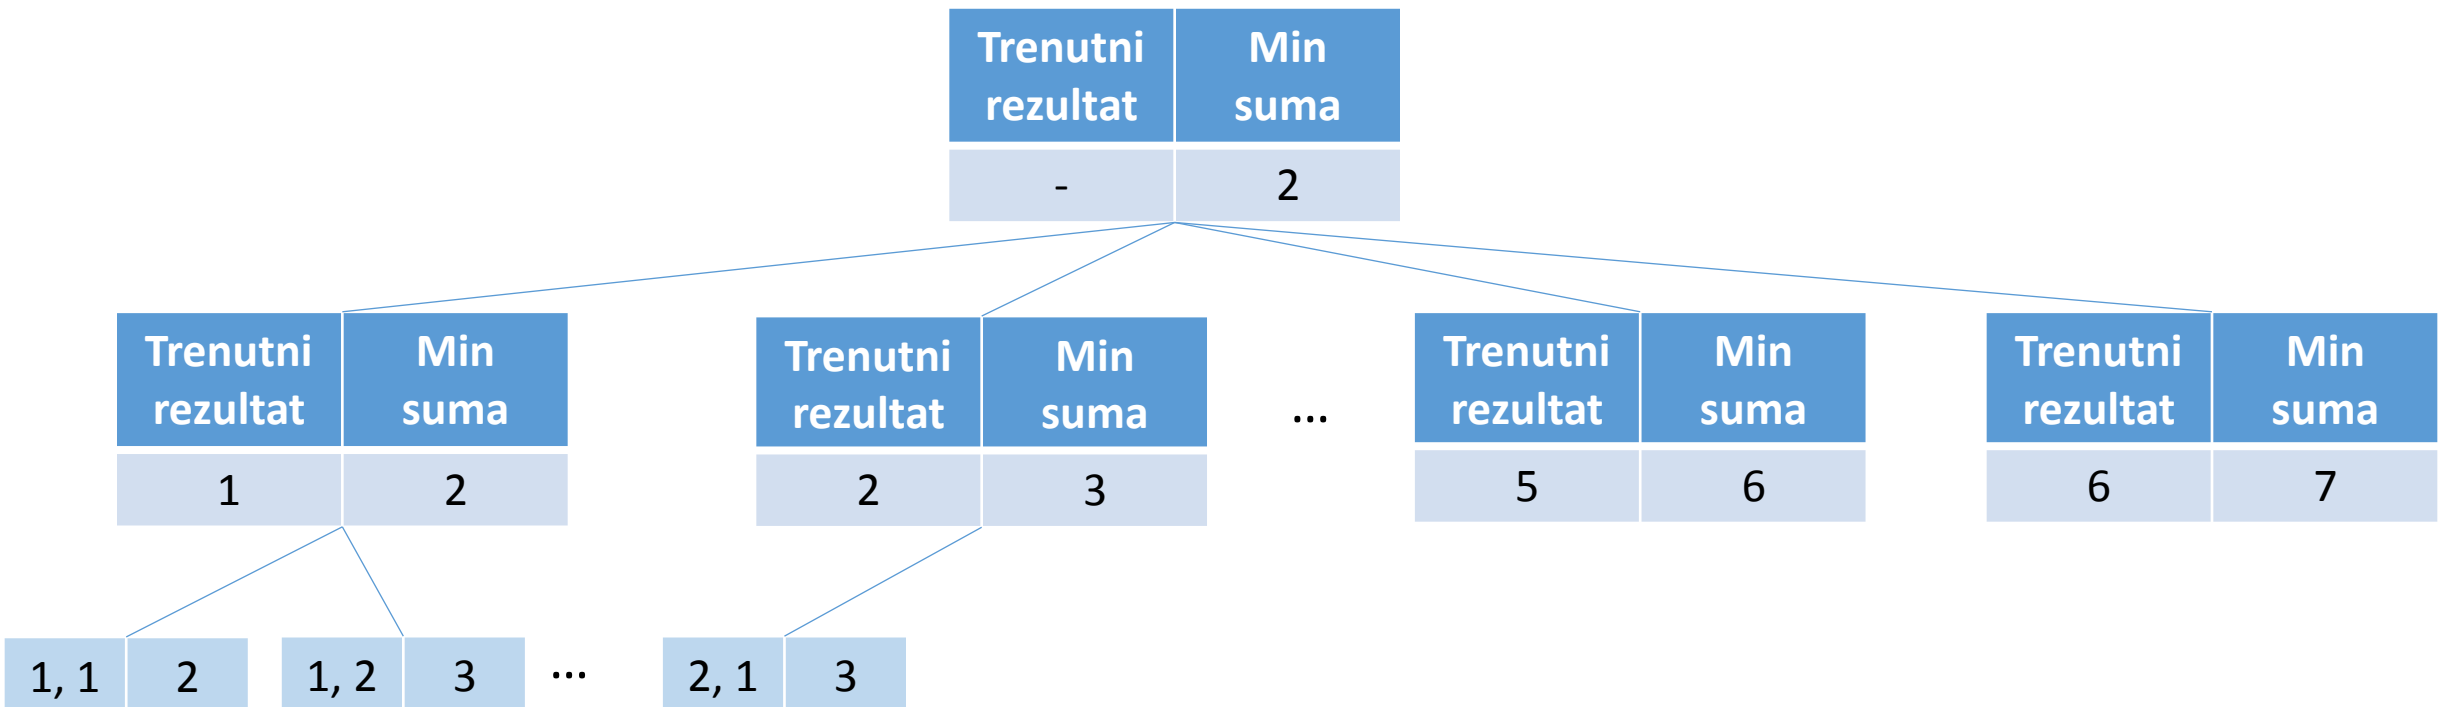 Trenutni rezultat Min suma
- 2
Trenutni rezultat Min suma
1 2
Trenutni rezultat Min suma
2 3
...
Trenutni rezultat Min suma
5 6
Trenutni rezultat Min suma
6 7
1, 1 2
1, 2 3
...
2, 1 3